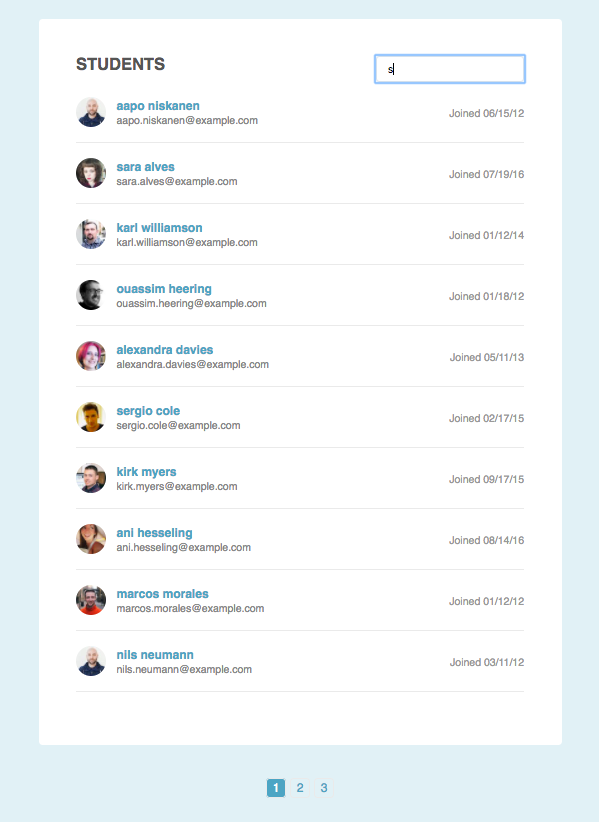 STUDENTS
s
aapo niskanen
aapo.niskanen@example.com
Joined 06/15/12
sara alves
sara.alves@example.com
Joined 07/19/16
karl williamson
karl.williamson@example.com
Joined 01/12/14
ouassim heering
ouassim.heering@example.com
Joined 01/18/12
alexandra davies
alexandra.davies@example.com
Joined 05/11/13
sergio cole
sergio.cole@example.com
Joined 02/17/15
kirk myers
kirk.myers@example.com
Joined 09/17/15
ani hesseling
ani.hesseling@example.com
Joined 08/14/16
marcos morales
marcos.morales@example.com
Joined 01/12/12
nils neumann
nils.neumann@example.com
Joined 03/11/12
1 2 3